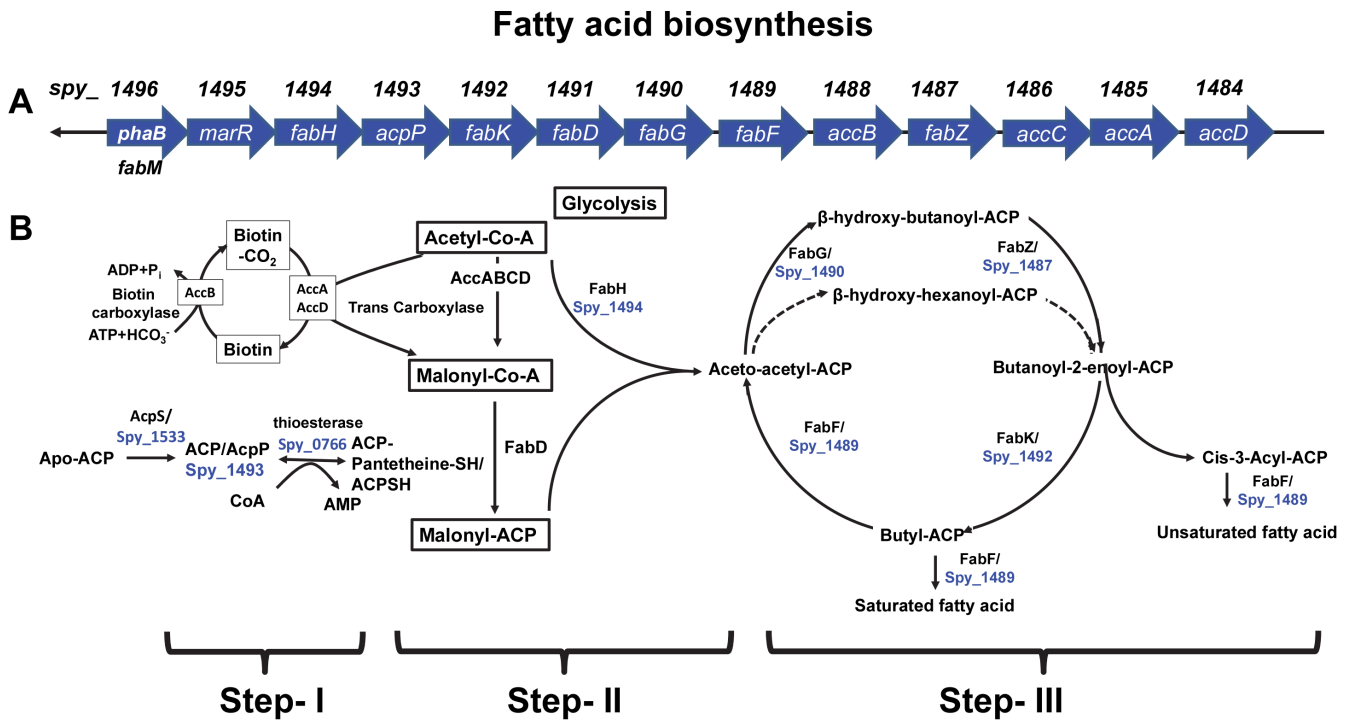 Fatty acid biosynthesis
A
spy_ 1496 1495 1494 1493 1492 1491 1490 1489 1488 1487 1486 1485 1484
phaB marR fabH acpP fabK fabD fabG fabF accB fabZ accC accA accD
fabM
B
Glycolysis
Biotin
-CO2
ADP+Pi
AccB
Biotin
carboxylase
ATP+HCO3-
AccA
AccD
Biotin
Acetyl-Co-A
AccABCD
Trans Carboxylase
Malonyl-Co-A
FabH
Spy_1494
FabD
Malonyl-ACP
AcpS/
Spy_1533
Apo-ACP
ACP/AcpP
Spy_1493
thioesterase
Spy_0766
ACP-
Pantetheine-SH/
ACPSH
CoA
AMP
Aceto-acetyl-ACP
FabG/
Spy_1490
β-hydroxy-butanoyl-ACP
β-hydroxy-hexanoyl-ACP
FabZ/
Spy_1487
Butanoyl-2-enoyl-ACP
FabF/
Spy_1489
FabK/
Spy_1492
Butyl-ACP
FabF/
Spy_1489
Saturated fatty acid
Cis-3-Acyl-ACP
FabF/
Spy_1489
Unsaturated fatty acid
Step- I
Step- II
Step- III